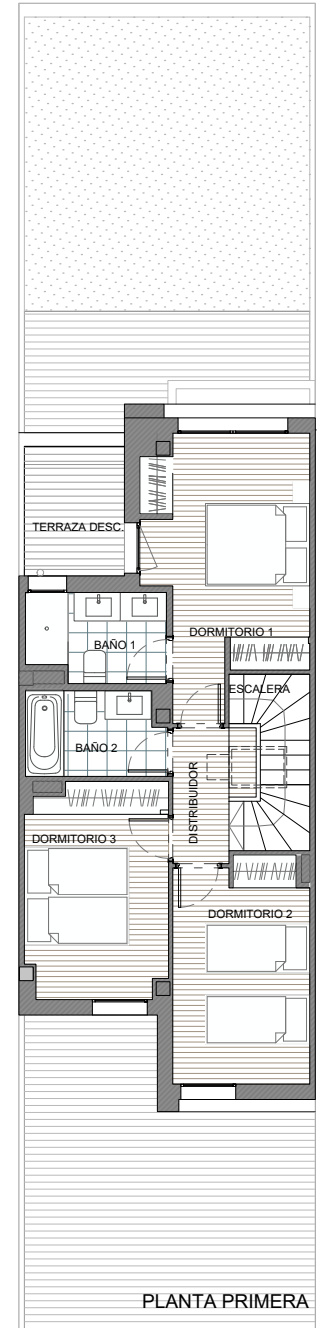 TERRAZA DESC.
DORMITORIO 1
BAÑO 1
ESCALERA
BAÑO 2
DISTRIBUIDOR
DORMITORIO 3
DORMITORIO 2
PLANTA PRIMERA